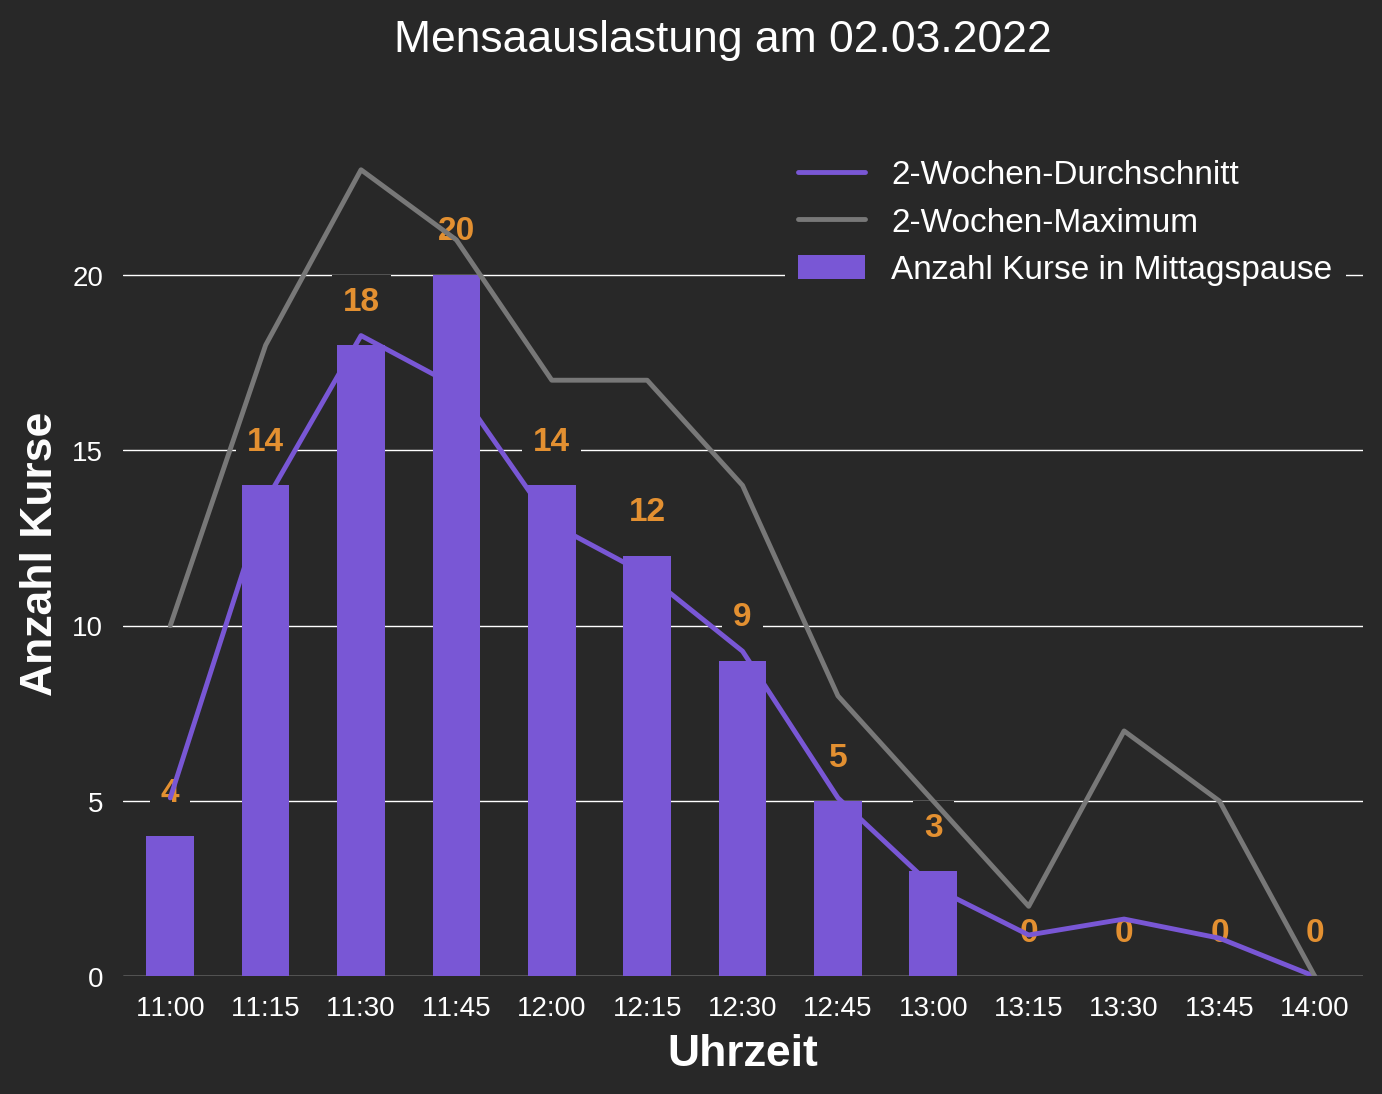 Mensaauslastung am 02.03.2022
2-Wochen-Durchschnitt
2-Wochen-Maximum
Anzahl Kurse in Mittagspause
Anzahl Kurse
20
15
10
5
0
4
14
18
20
14
12
9
5
3
0
0
0
0
11:00 11:15 11:30 11:45 12:00 12:15 12:30 12:45 13:00 13:15 13:30 13:45 14:00
Uhrzeit